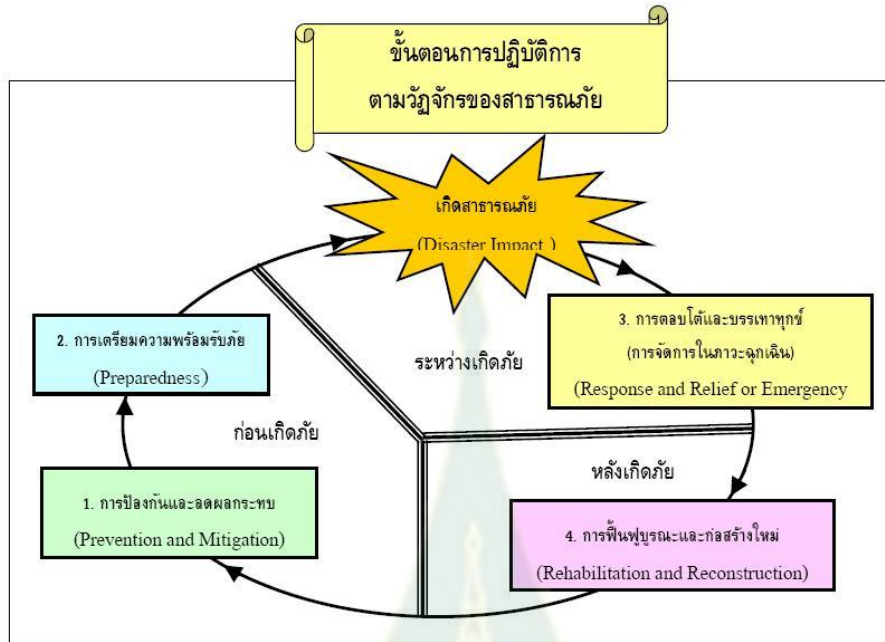 ขั้นตอนการปฏิบัติการ
ตามวัฏจักรของสาธารณภัย
เกิดสาธารณภัย
(Disaster Impact )
2. การเตรียมความพร้อมรับภัย
(Preparedness)
3. การตอบโต้และบรรเทาทุกข์
(การจัดการในภาวะฉุกเฉิน)
(Response and Relief or Emergency
ระหว่างเกิดภัย
ก่อนเกิดภัย
หลังเกิดภัย
1. การป้องกันและลดผลกระทบ
(Prevention and Mitigation)
4. การฟื้นฟูบูรณะและก่อสร้างใหม่
(Rehabilitation and Reconstruction)